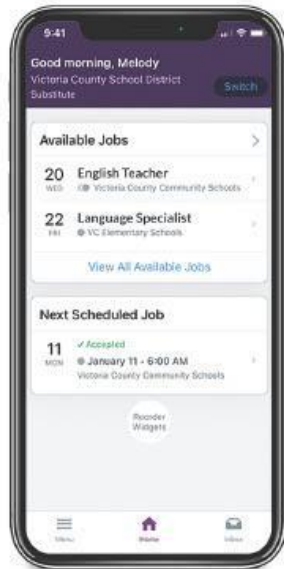 9:41
Good morning, Melody
Victoria County School District
Substitute
Switch
Available Jobs
20 English Teacher
WED Victoria County Community Schools
22 Language Specialist
FRI VC Elementary Schools
View All Available Jobs
Next Scheduled Job
✓ Accepted
11 January 11 - 6:00 AM
MON Victoria County Community Schools
Reorder
Widgets
Menu Home Inbox